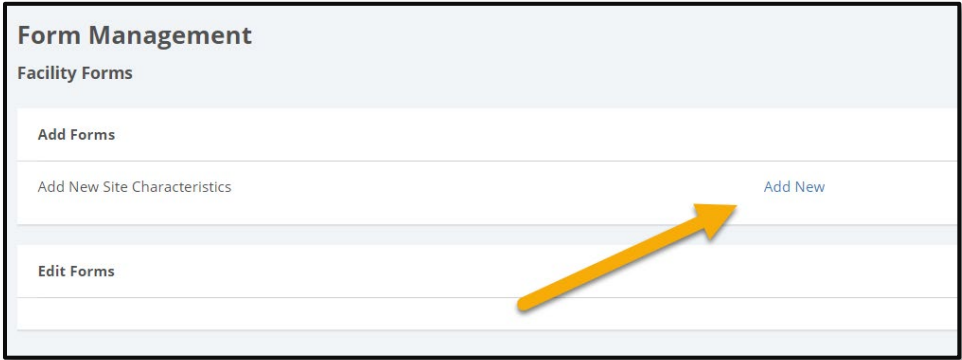 Form Management
Facility Forms
Add Forms
Add New Site Characteristics Add New
Edit Forms